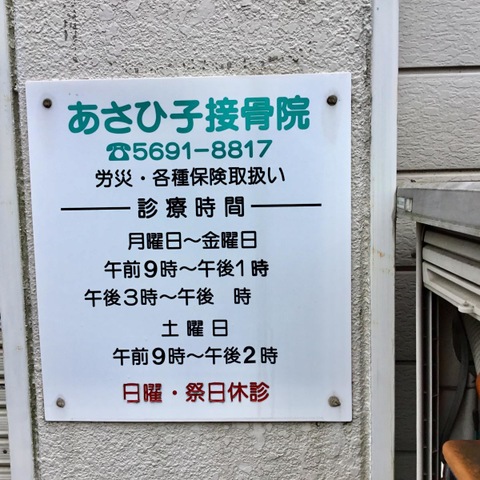 あさひ子接骨院
☎5691-8817
労災・各種保険取扱い
診療時間
月曜日～金曜日
午前9時～午後1時
午後3時～午後 時
土曜日
午前9時～午後2時
日曜・祭日休診